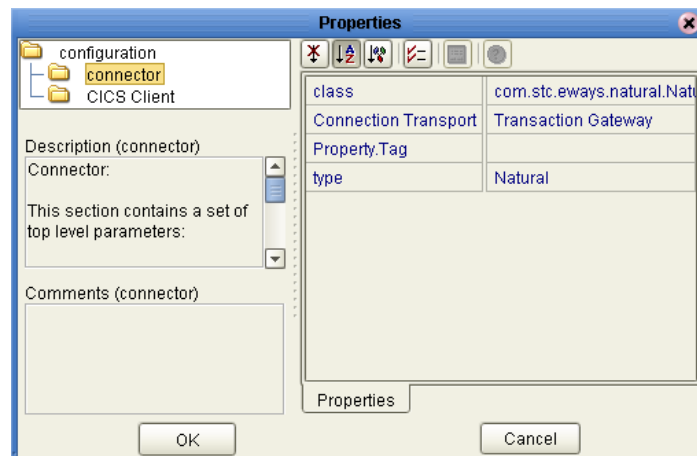 Properties
configuration
connector
CICS Client
Description (connector)
Connector:
This section contains a set of
top level parameters:
Comments (connector)
class com.stc.eways.natural.Natu
Connection Transport Transaction Gateway
Property.Tag
type Natural
Properties
OK
Cancel